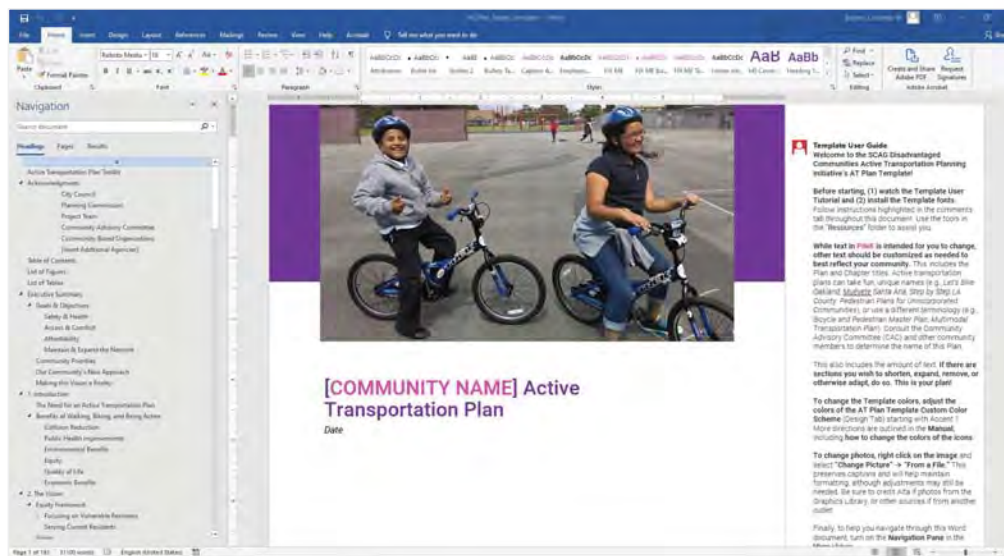 File Home Insert Design Layout References Mailings Review View Help Acrobat Tell me what you want to do
Paste
Format Painter
Clipboard
Font
Paragraph
Styles
Find
Replace
Select
Editing
Create and Share Adobe PDF
Request Signatures
Adobe Acrobat
Navigation
Search document
Headings Pages Results
Active Transportation Plan Toolkit
Acknowledgments
City Council
Planning Commission
Project Team
Community Advisory Committee
Community Based Organizations
[Insert Additional Agencies]
Table of Contents
List of Figures
List of Tables
Executive Summary
Goals & Objectives
Safety & Health
Access & Comfort
Affordability
Maintain & Expand the Network
Community Priorities
Our Community's New Approach
Making this Vision a Reality
1. Introduction
The Need for an Active Transportation Plan
Benefits of Walking, Biking, and Being Active
Collision Reduction
Public Health Improvements
Environmental Benefits
Equity
Quality of Life
Economic Benefits
2. The Vision
Equity Framework
Focusing on Vulnerable Residents
Serving Current Residents
[COMMUNITY NAME] Active
Transportation Plan
Date
Template User Guide
Welcome to the SCAG Disadvantaged
Communities Active Transportation Planning
Initiative's AT Plan Template!
Before starting, (1) watch the Template User
Tutorial and (2) install the Template fonts.
Follow instructions highlighted in the comments
tab throughout this document. Use the tools in
the "Resources" folder to assist you.
While text in PINK is intended for you to change,
other text should be customized as needed to
best reflect your community. This includes the
Plan and Chapter titles. Active transportation
plans can take fun, unique names (e.g., Let's Bike
Oakland, Muévete Santa Ana, Step by Step LA
County: Pedestrian Plans for Unincorporated
Communities), or use a different terminology (e.g.,
Bicycle and Pedestrian Master Plan, Multimodal
Transportation Plan). Consult the Community
Advisory Committee (CAC) and other community
members to determine the name of this Plan.
This also includes the amount of text. If there are
sections you wish to shorten, expand, remove, or
otherwise adapt, do so. This is your plan!
To change the Template colors, adjust the
colors of the AT Plan Template Custom Color
Scheme (Design Tab) starting with Accent 1.
More directions are outlined in the Manual,
including how to change the colors of the icons.
To change photos, right click on the image and
select "Change Picture" → "From a File." This
preserves captions and will help maintain
formatting, although adjustments may still be
needed. Be sure to credit Alta if photos from the
Graphics Library, or other sources if from another
outlet.
Finally, to help you navigate through this Word
document, turn on the Navigation Pane in the
Page 1 of 181 words English (United States)